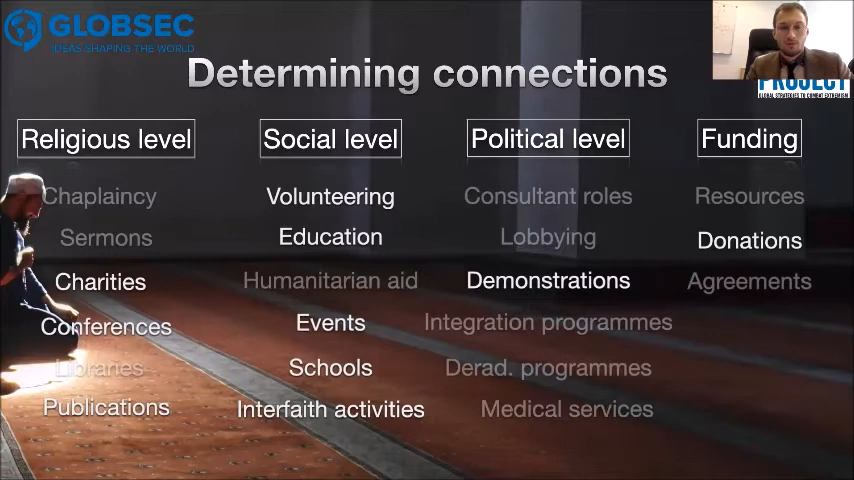 GLOBSEC
IDEAS SHAPING THE WORLD
PROJECT
Determining connections
Religious level
Chaplaincy
Sermons
Charities
Conferences
Libraries
Publications
Social level
Volunteering
Education
Humanitarian aid
Events
Schools
Interfaith activities
Political level
Consultant roles
Lobbying
Demonstrations
Integration programmes
Derad. programmes
Medical services
Funding
Resources
Donations
Agreements